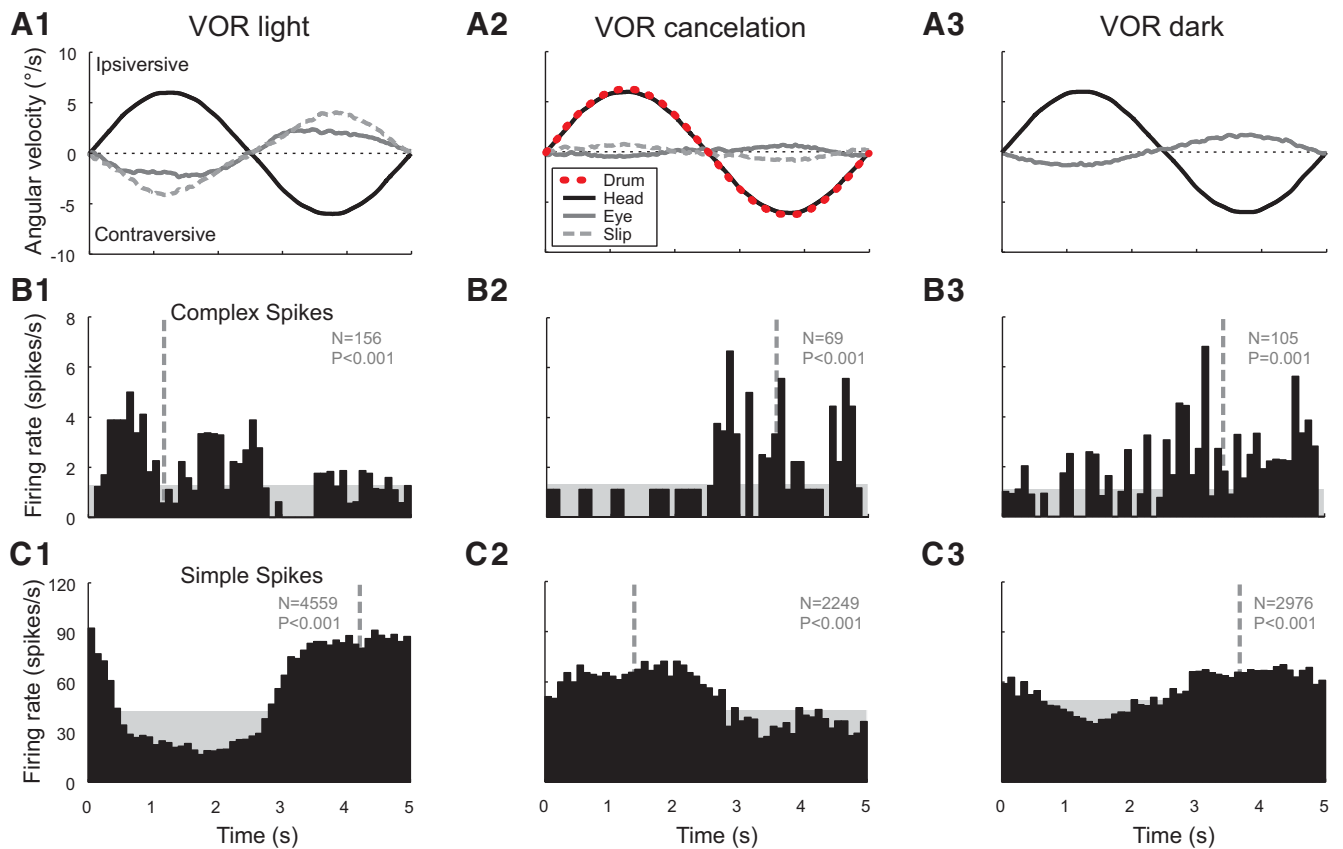 A1 VOR light
A2 VOR cancelation
A3 VOR dark
Angular velocity (°/s)
10
5
0
-5
-10
Ipsiversive
Contraversive
Drum
Head
Eye
Slip
B1
B2
B3
Complex Spikes
Firing rate (spikes/s)
8
6
4
2
0
N=156
P<0.001
N=69
P<0.001
N=105
P=0.001
C1
C2
C3
Simple Spikes
Firing rate (spikes/s)
120
90
60
30
0
N=4559
P<0.001
N=2249
P<0.001
N=2976
P<0.001
0 1 2 3 4 5
0 1 2 3 4 5
0 1 2 3 4 5
Time (s)
Time (s)
Time (s)